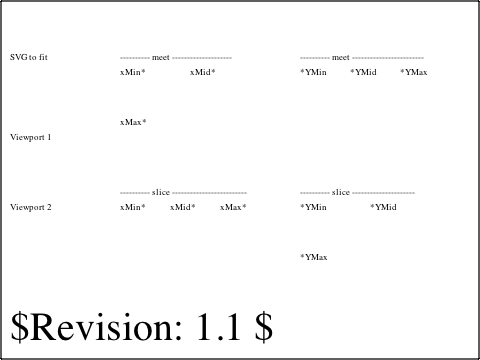 SVG to fit
---------- meet --------------------
---------- meet ------------------------
xMin* xMid*
*YMin *YMid *YMax
xMax*
Viewport 1
---------- slice -------------------------
---------- slice ---------------------
Viewport 2
xMin* xMid* xMax*
*YMin *YMid
*YMax
$Revision: 1.1 $